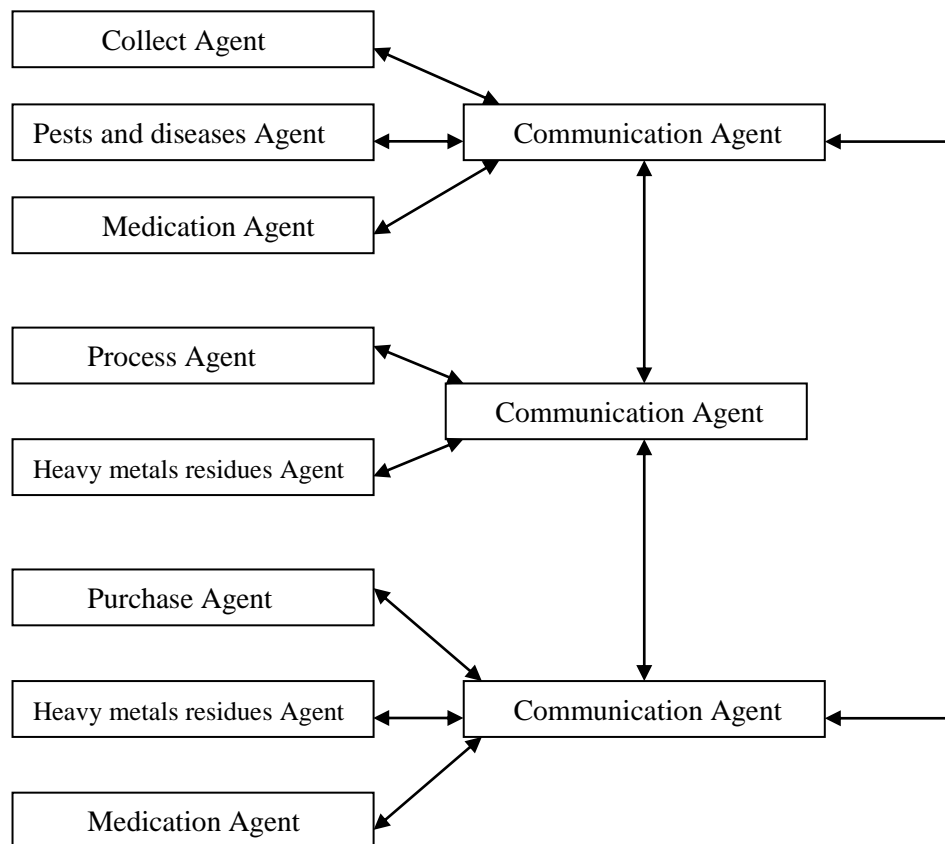 Collect Agent
Pests and diseases Agent
Communication Agent
Medication Agent
Process Agent
Communication Agent
Heavy metals residues Agent
Purchase Agent
Heavy metals residues Agent
Communication Agent
Medication Agent